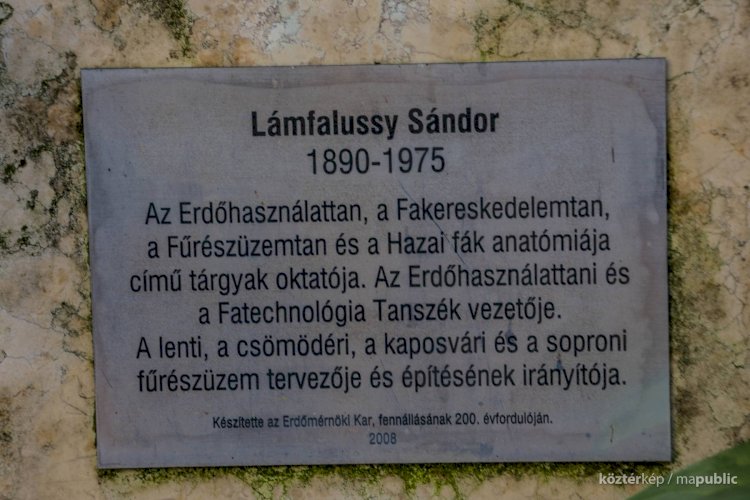 Lámfalussy Sándor
1890-1975
Az Erdőhasználattan, a Fakereskedelemtan,
a Fűrészüzemtan és a Hazai fák anatómiája
című tárgyak oktatója. Az Erdőhasználattani és
a Fatechnológia Tanszék vezetője.
A lenti, a csömödéri, a kaposvári és a soproni
fűrészüzem tervezője és építésének irányítója.
Készítette az Erdőmérnöki Kar, fennállásának 200. évfordulóján.
2008
köztérkép / mapublic